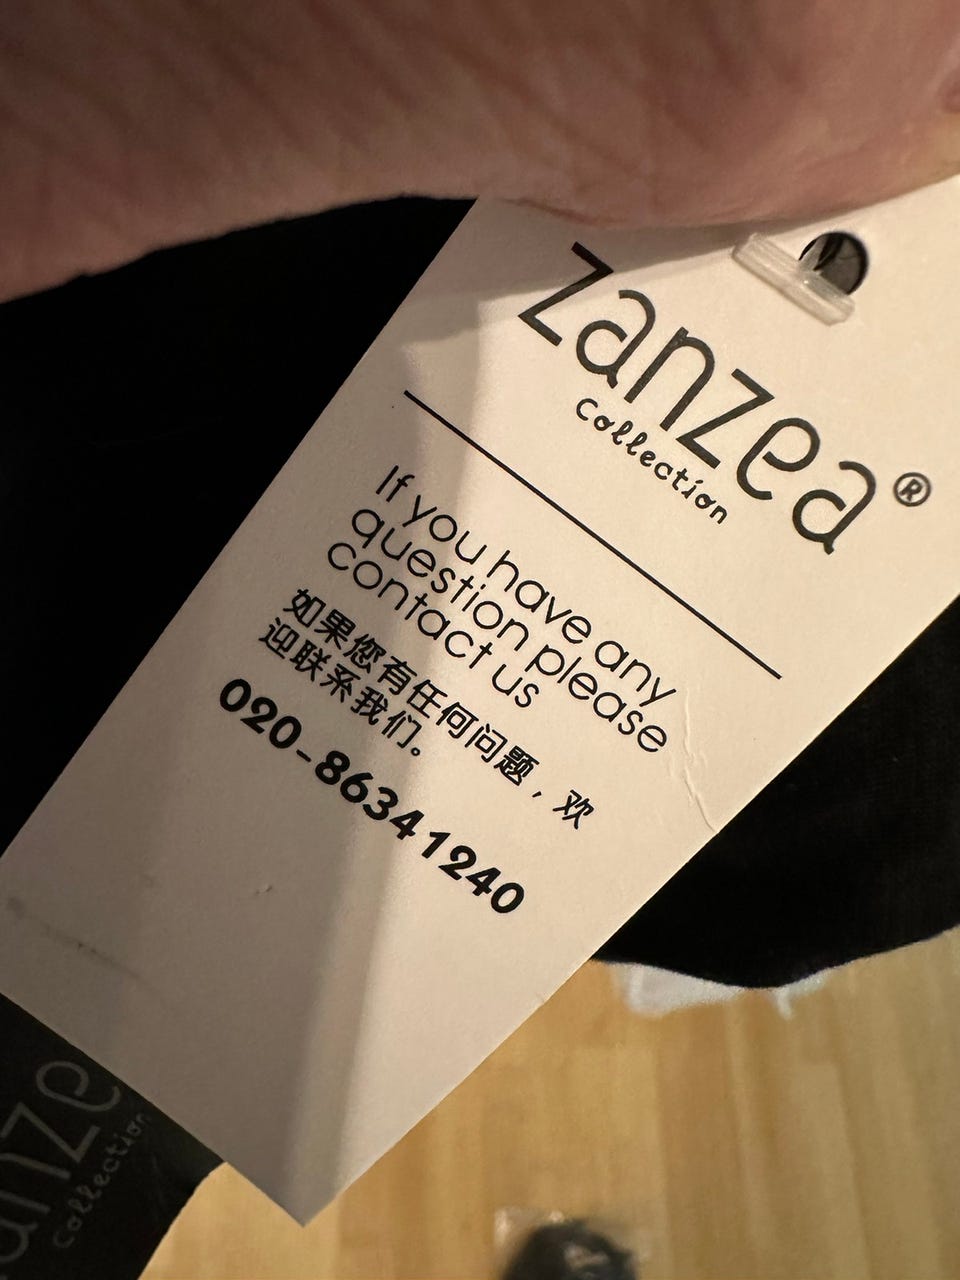 Zanzea®
Collection
If you have any
question please
contact us
如果您有任何问题，欢
迎联系我们。
020-86341240
anze
collection